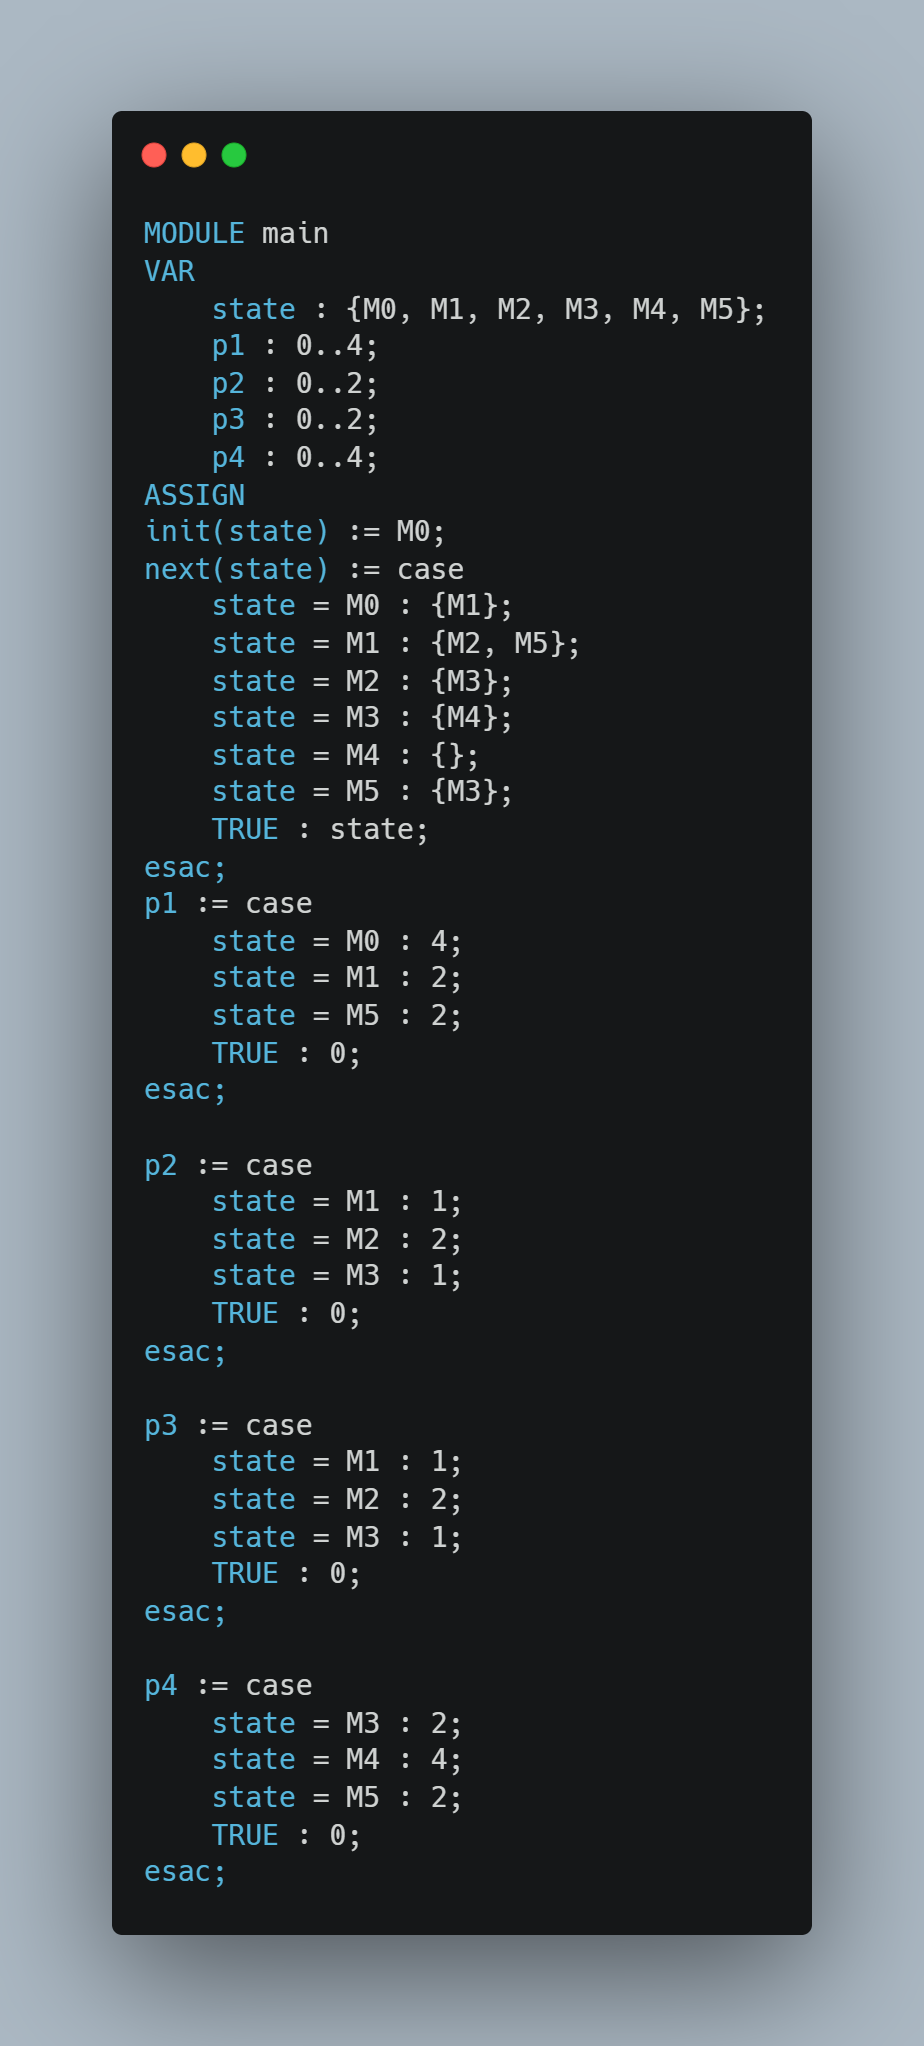 MODULE main
VAR
    state : {M0, M1, M2, M3, M4, M5};
    p1 : 0..4;
    p2 : 0..2;
    p3 : 0..2;
    p4 : 0..4;
ASSIGN
init(state) := M0;
next(state) := case
    state = M0 : {M1};
    state = M1 : {M2, M5};
    state = M2 : {M3};
    state = M3 : {M4};
    state = M4 : {};
    state = M5 : {M3};
    TRUE : state;
esac;
p1 := case
    state = M0 : 4;
    state = M1 : 2;
    state = M5 : 2;
    TRUE : 0;
esac;

p2 := case
    state = M1 : 1;
    state = M2 : 2;
    state = M3 : 1;
    TRUE : 0;
esac;

p3 := case
    state = M1 : 1;
    state = M2 : 2;
    state = M3 : 1;
    TRUE : 0;
esac;

p4 := case
    state = M3 : 2;
    state = M4 : 4;
    state = M5 : 2;
    TRUE : 0;
esac;